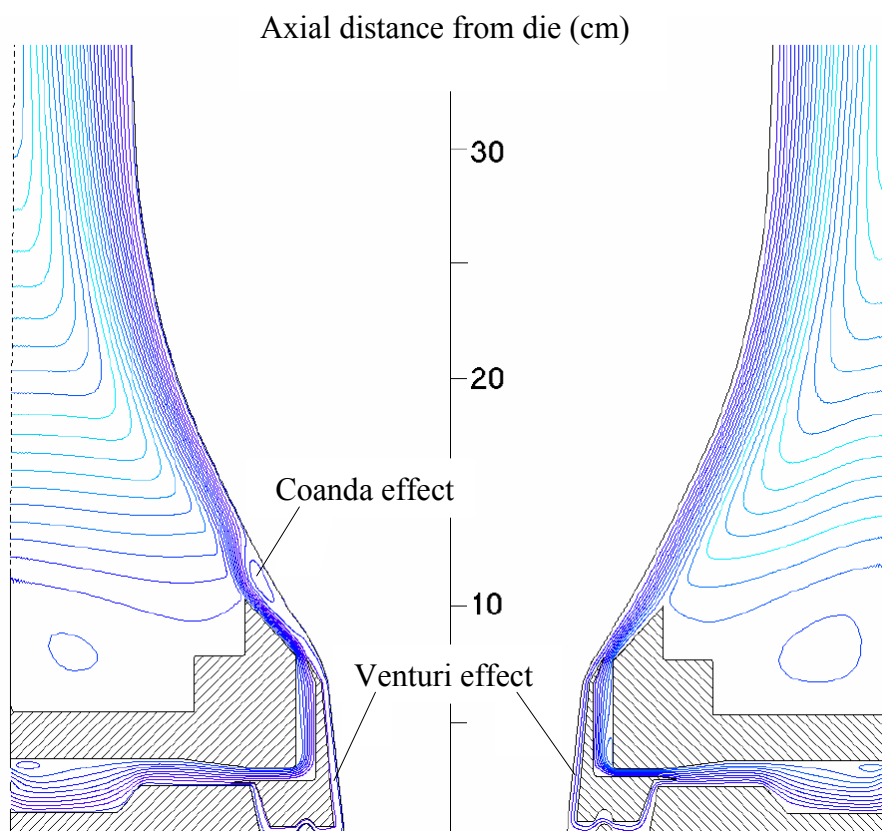 Axial distance from die (cm)
30
20
Coanda effect
10
Venturi effect